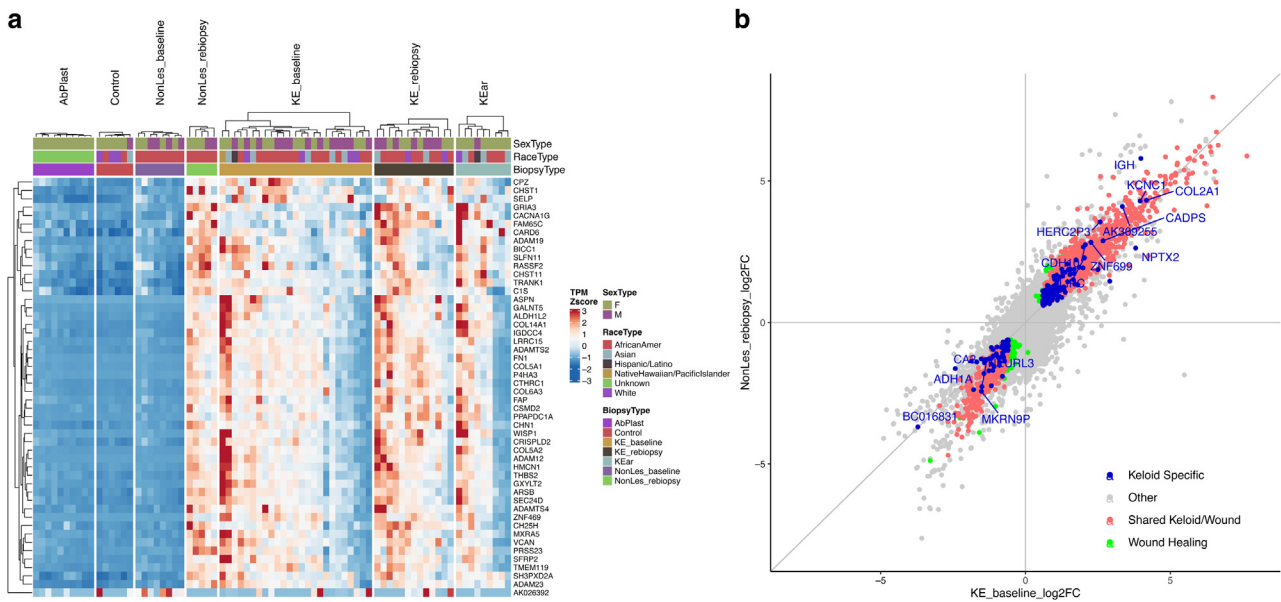 a
AbPlast
Control
NonLes_baseline
NonLes_rebiopsy
KE_baseline
KE_rebiopsy
KEar
SexType
RaceType
BiopsyType
CPZ
CHST1
SELP
GRIA3
CACNA1G
FAM65C
CARD6
ADAM19
BICC1
SLFN11
RASSF2
CHST11
TRANK1
C1S
ASPN
GALNT5
ALDH1L2
COL14A1
IGDCC4
LRRC15
ADAMTS2
FN1
COL5A1
P4HA3
CTHRC1
COL6A3
FAP
CSMD2
PPAPDC1A
CHN1
WISP1
CRISPLD2
COL5A2
ADAM12
HMCN1
THBS2
GXYLT2
ARSB
SEC24D
ADAMTS4
ZNF469
CH25H
MXRA5
VCAN
PRSS23
SFRP2
TMEM119
SH3PXD2A
ADAM23
AK026392
TPM
Zscore
3
2
1
0
−1
−2
−3
SexType
F
M
RaceType
AfricanAmer
Asian
Hispanic/Latino
NativeHawaiian/PacificIslander
Unknown
White
BiopsyType
AbPlast
Control
KE_baseline
KE_rebiopsy
KEar
NonLes_baseline
NonLes_rebiopsy
b
NonLes_rebiopsy_log2FC
5
0
−5
−5
0
5
KE_baseline_log2FC
IGH
KCNC1
COL2A1
CADPS
HERC2P3
AK399255
NPTX2
ZNF699
ADH1A
BC016831
MKRN9P
Keloid Specific
Other
Shared Keloid/Wound
Wound Healing